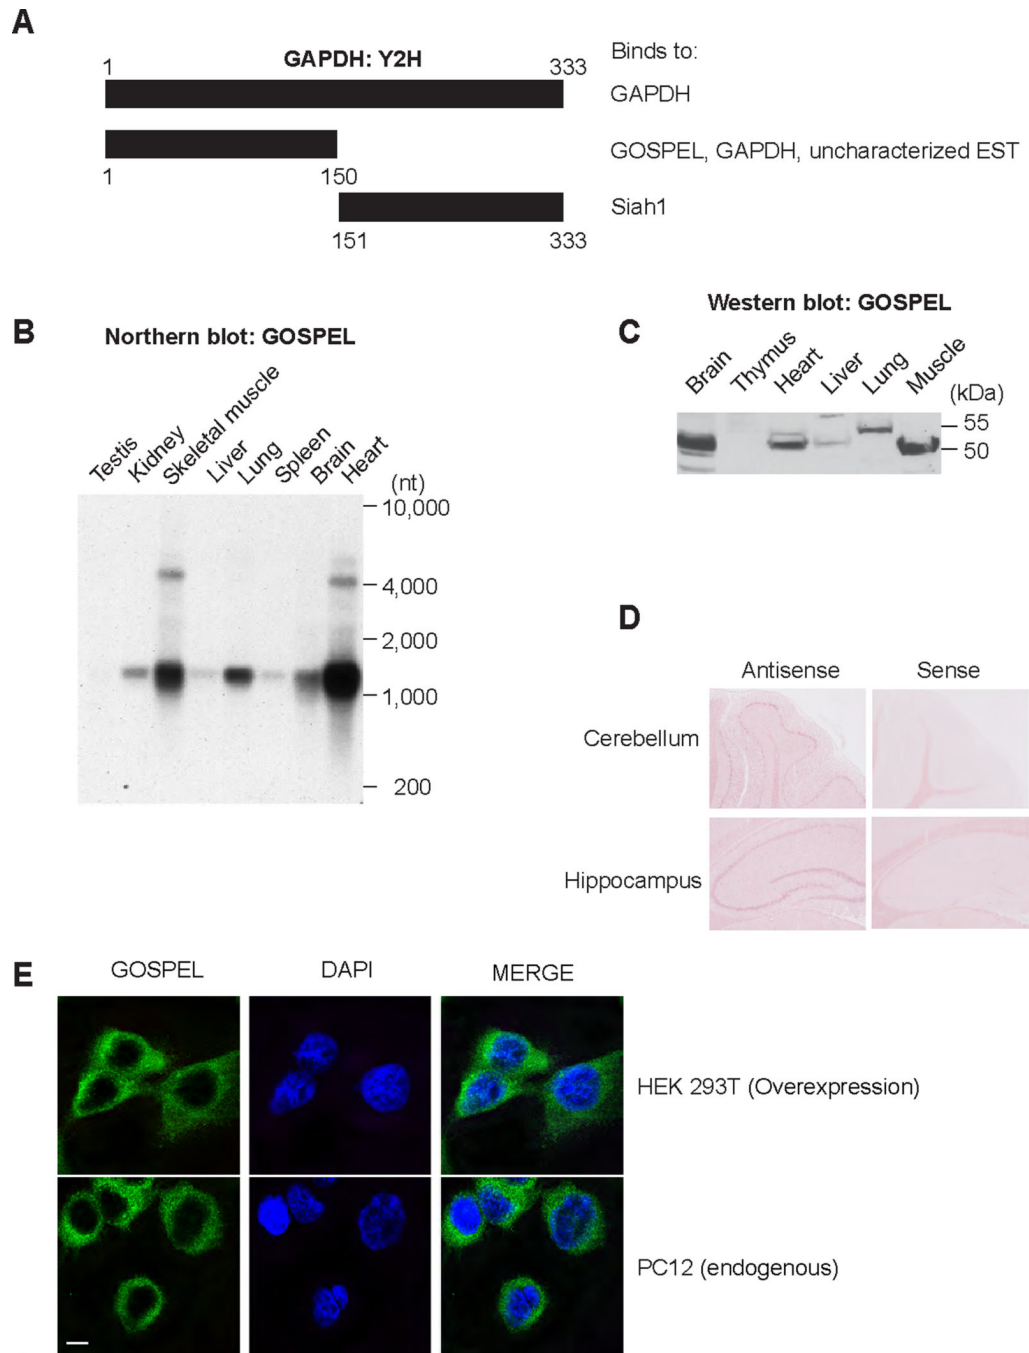 A
GAPDH: Y2H
Binds to:
1 333
GAPDH
GOSPEL, GAPDH, uncharacterized EST
1 150
Siah1
151 333
B
Northern blot: GOSPEL
Testis Kidney Skeletal muscle Liver Lung Spleen Brain Heart
(nt)
10,000
4,000
2,000
1,000
200
C
Western blot: GOSPEL
Brain Thymus Heart Liver Lung Muscle
(kDa)
55
50
D
Antisense Sense
Cerebellum
Hippocampus
E
GOSPEL DAPI MERGE
HEK 293T (Overexpression)
PC12 (endogenous)